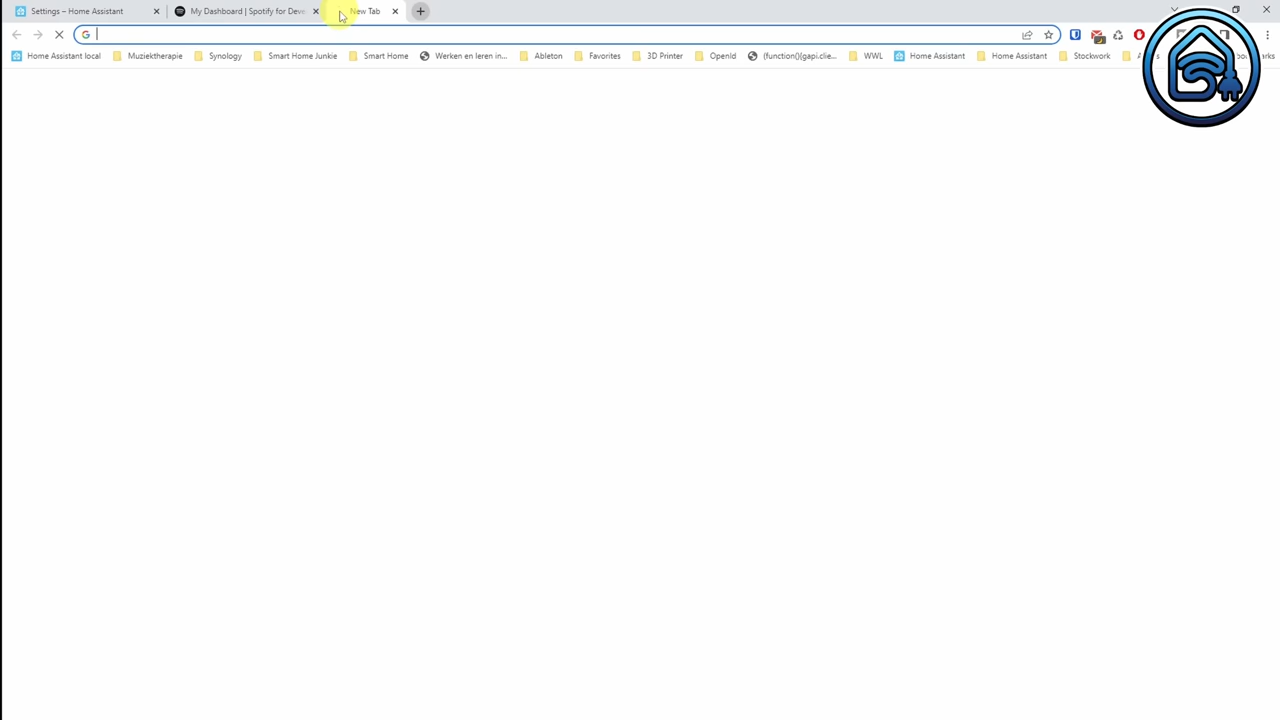 Settings – Home Assistant
My Dashboard | Spotify for Deve
New Tab
Home Assistant local
Muziektherapie
Synology
Smart Home Junkie
Smart Home
Werken en leren in...
Ableton
Favorites
3D Printer
OpenId
(function(){gapi.clie...
WWL
Home Assistant
Home Assistant
Stockwork